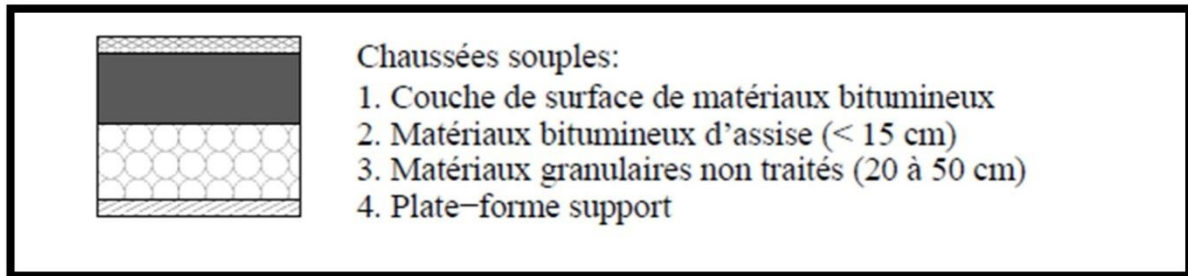 Chaussées souples:
1. Couche de surface de matériaux bitumineux
2. Matériaux bitumineux d'assise (< 15 cm)
3. Matériaux granulaires non traités (20 à 50 cm)
4. Plate-forme support